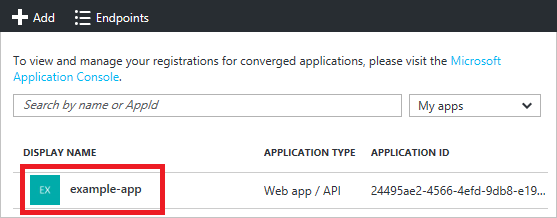 Add Endpoints
To view and manage your registrations for converged applications, please visit the Microsoft
Application Console.
Search by name or AppId My apps
DISPLAY NAME APPLICATION TYPE APPLICATION ID
EX example-app Web app / API 24495ae2-4566-4efd-9db8-e19...